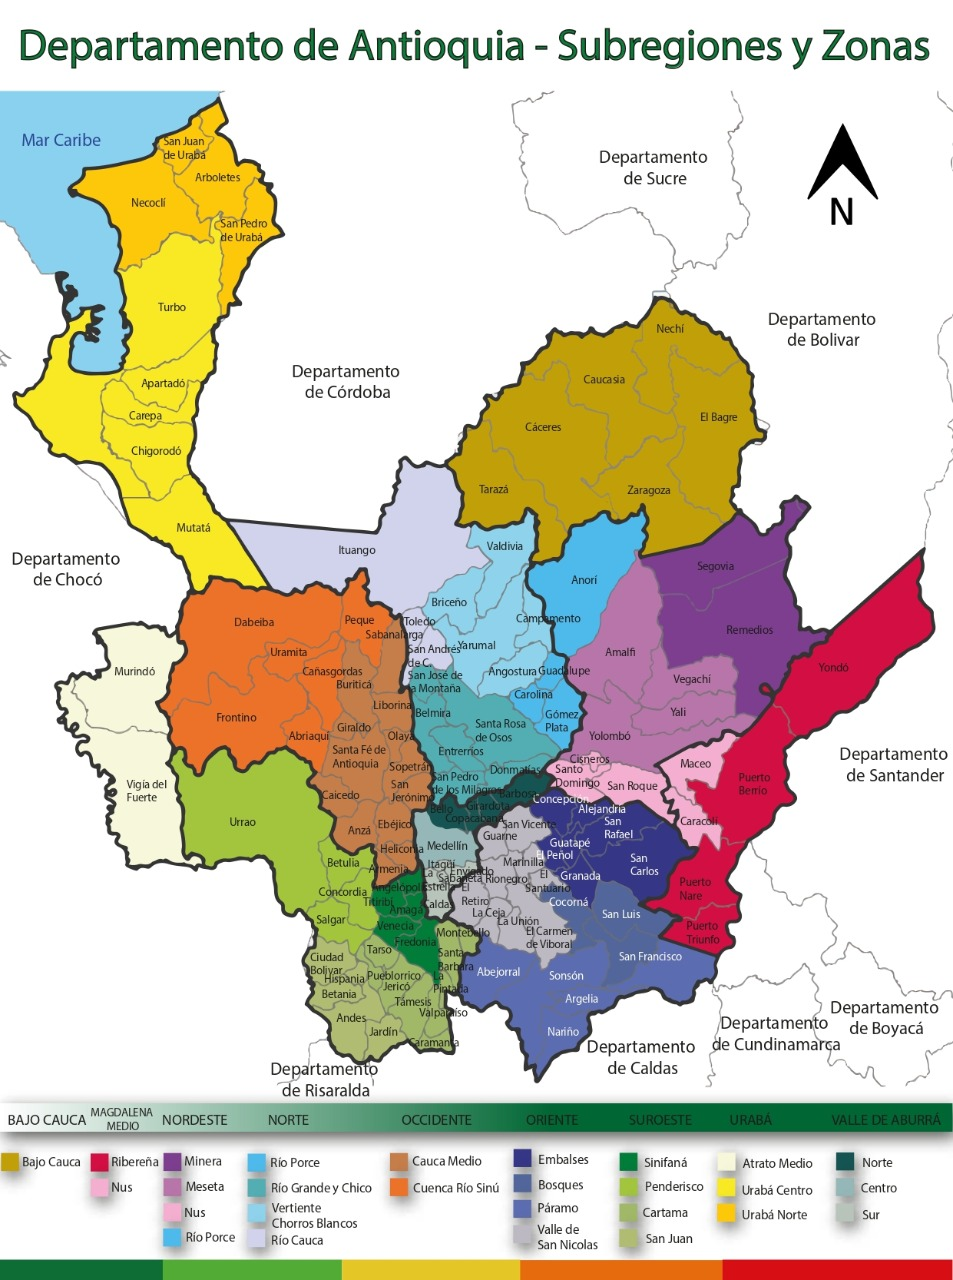 Departamento de Antioquia - Subregiones y Zonas
Mar Caribe
San Juan
de Urabá
Arboletes
Necoclí
San Pedro
de Urabá
Turbo
Apartadó
Carepa
Chigorodó
Mutatá
Departamento
de Sucre
N
Departamento
de Bolivar
Departamento
de Córdoba
Departamento
de Chocó
Nechí
Caucasia
El Bagre
Cáceres
Tarazá
Zaragoza
Ituango
Valdivia
Anorí
Segovia
Briceño
Campamento
Toledo
Yarumal
San Andrés
de C.
Angostura
Guadalupe
San José de
la Montaña
Carolina
Gómez
Plata
Belmira
Santa Rosa
de Osos
Entrerrios
Donmatías
San Pedro
de los Milagros
Remedios
Amalfi
Vegachí
Yali
Yolombó
Cisneros
Santo
Domingo
San Roque
Maceo
Caracolí
Yondó
Puerto
Berrío
Puerto
Nare
Puerto
Triunfo
Departamento
de Santander
Dabeiba
Peque
Sabanalarga
Uramita
Cañasgordas
Buriticá
Liborina
Frontino
Abriaquí
Giraldo
Olaya
Santa Fé de
Antioquia
Sopetrán
San
Jerónimo
Caicedo
Anzá
Ebéjico
Heliconia
Armenia
Murindó
Vigía del
Fuerte
Urrao
Betulia
Concordia
Salgar
Angelópolis
Titiribí
Amagá
Venecia
Fredonia
Ciudad
Bolivar
Hispania
Betania
Andes
Jardín
Tarso
Pueblorrico
Jericó
Támesis
Valparaíso
Caramanta
Montebello
Santa
Barbara
La
Pintada
Barbosa
Girardota
Copacabana
Bello
Medellín
Itagüí
Envigado
La
Estrella
Sabaneta
Caldas
Guarne
San Vicente
Marinilla
Rionegro
El
Retiro
La Ceja
La Unión
El Carmen
de Viboral
El
Santuario
Concepción
Alejandría
San
Rafael
Guatapé
El Peñol
San
Carlos
Granada
Cocorná
San Luis
San Francisco
Abejorral
Sonsón
Argelia
Nariño
Departamento
de Risaralda
Departamento
de Caldas
Departamento
de Cundinamarca
Departamento
de Boyacá
BAJO CAUCA
MAGDALENA
MEDIO
NORDESTE
NORTE
OCCIDENTE
ORIENTE
SUROESTE
URABÁ
VALLE DE ABURRÁ
Bajo Cauca
Ribereña
Nus
Minera
Meseta
Nus
Río Porce
Río Porce
Río Grande y Chico
Vertiente
Chorros Blancos
Río Cauca
Cauca Medio
Cuenca Río Sinú
Embalses
Bosques
Páramo
Valle de
San Nicolas
Sinifaná
Penderisco
Cartama
San Juan
Atrato Medio
Urabá Centro
Urabá Norte
Norte
Centro
Sur